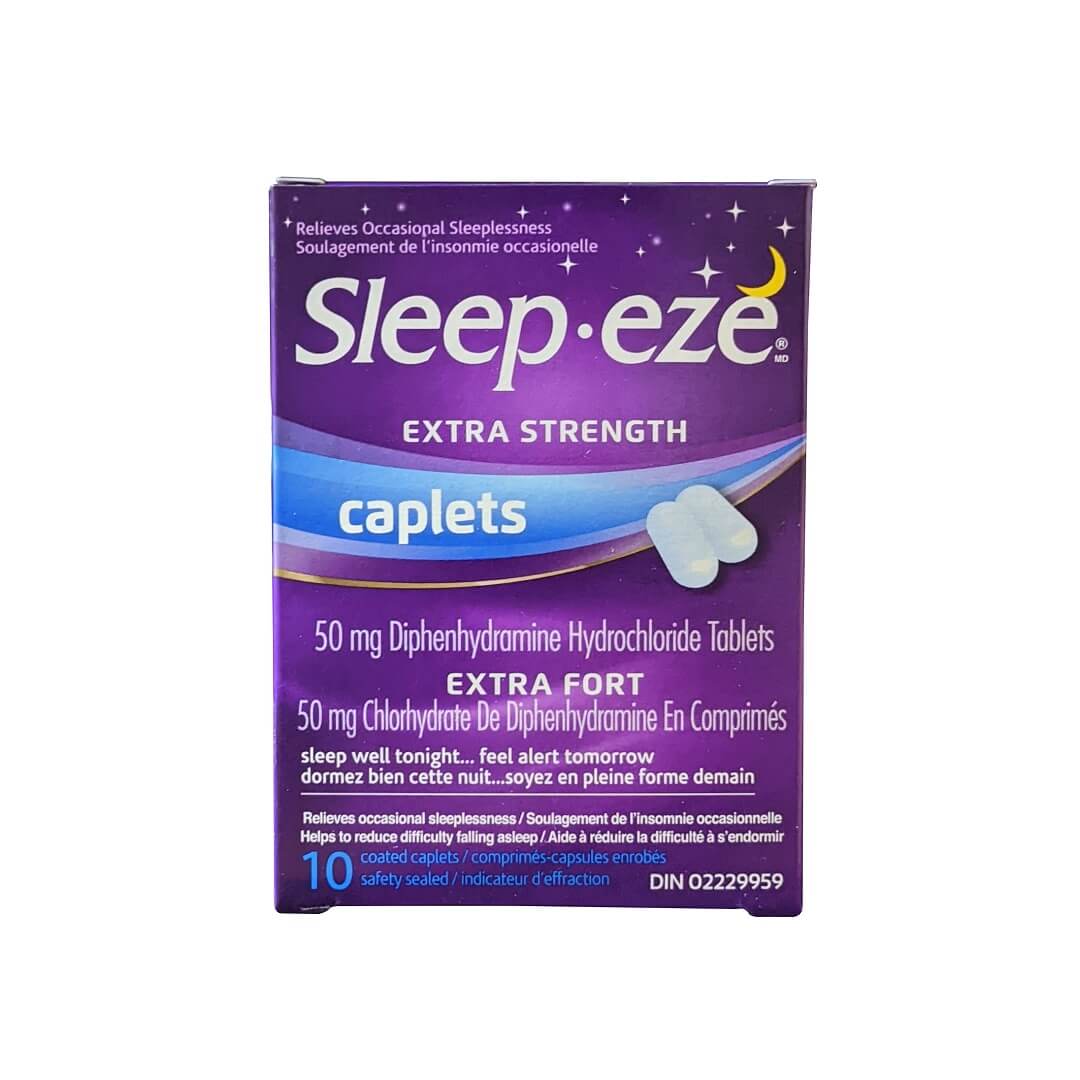 Relieves Occasional Sleeplessness
Soulagement de l'insonmie occasionelle
Sleep•eze®
MD
EXTRA STRENGTH
caplets
50 mg Diphenhydramine Hydrochloride Tablets
EXTRA FORT
50 mg Chlorhydrate De Diphenhydramine En Comprimés
sleep well tonight... feel alert tomorrow
dormez bien cette nuit...soyez en pleine forme demain
Relieves occasional sleeplessness / Soulagement de l'insomnie occasionnelle
Helps to reduce difficulty falling asleep / Aide à réduire la difficulté à s'endormir
10 coated caplets / comprimés-capsules enrobés
safety sealed / indicateur d'effraction
DIN 02229959